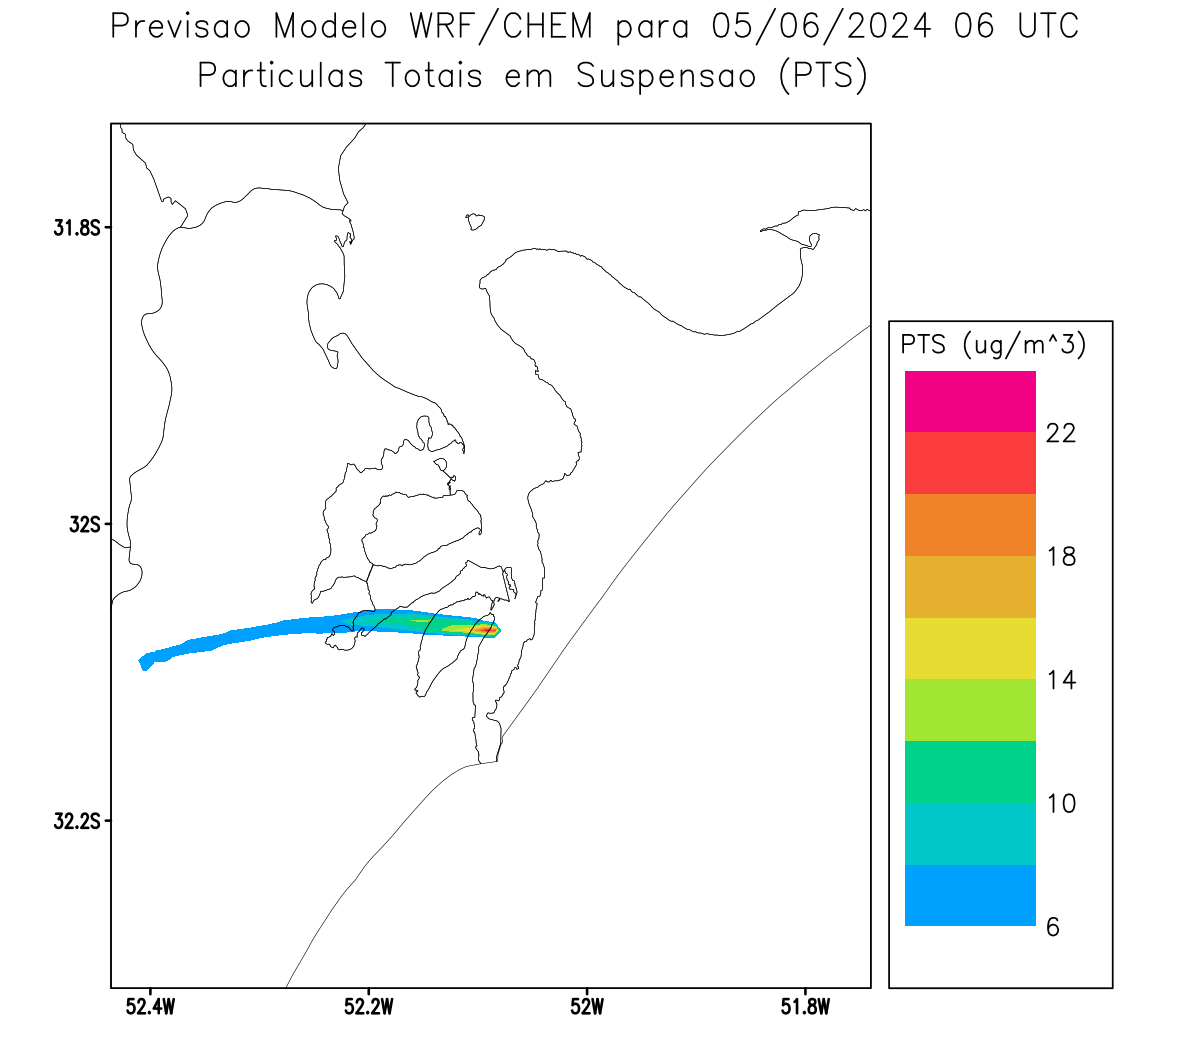 Previsao Modelo WRF/CHEM para 05/06/2024 06 UTC
Particulas Totais em Suspensao (PTS)
31.8S
32S
32.2S
52.4W
52.2W
52W
51.8W
PTS (ug/m^3)
22
18
14
10
6